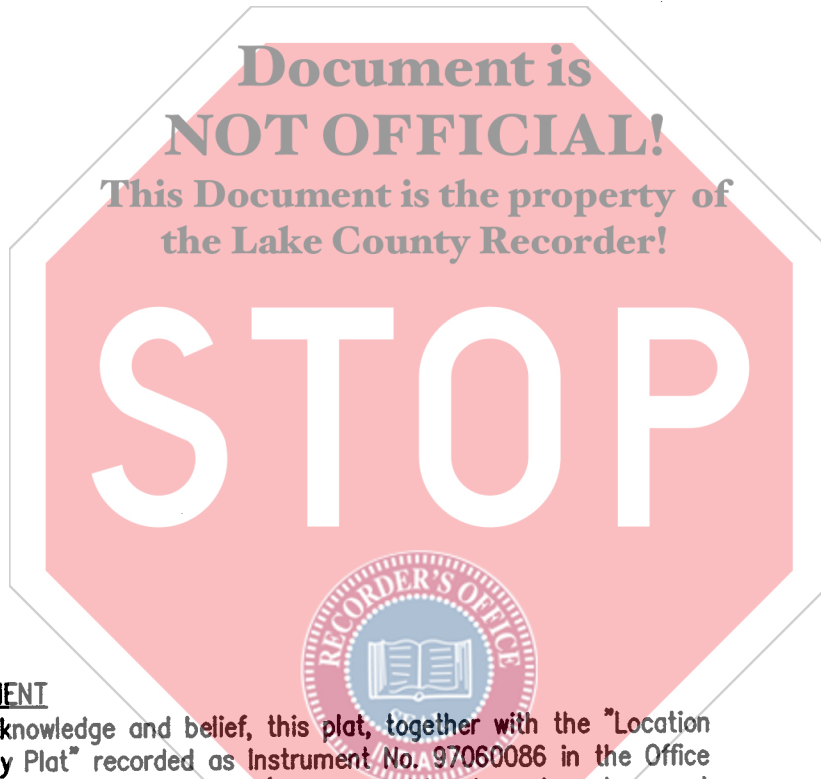 Document is
NOT OFFICIAL!
This Document is the property of
the Lake County Recorder!
STOP
RECORDER'S OFFICE
knowledge and belief, this plat, together with the "Location
Plat" recorded as Instrument No. 97060086 in the Office